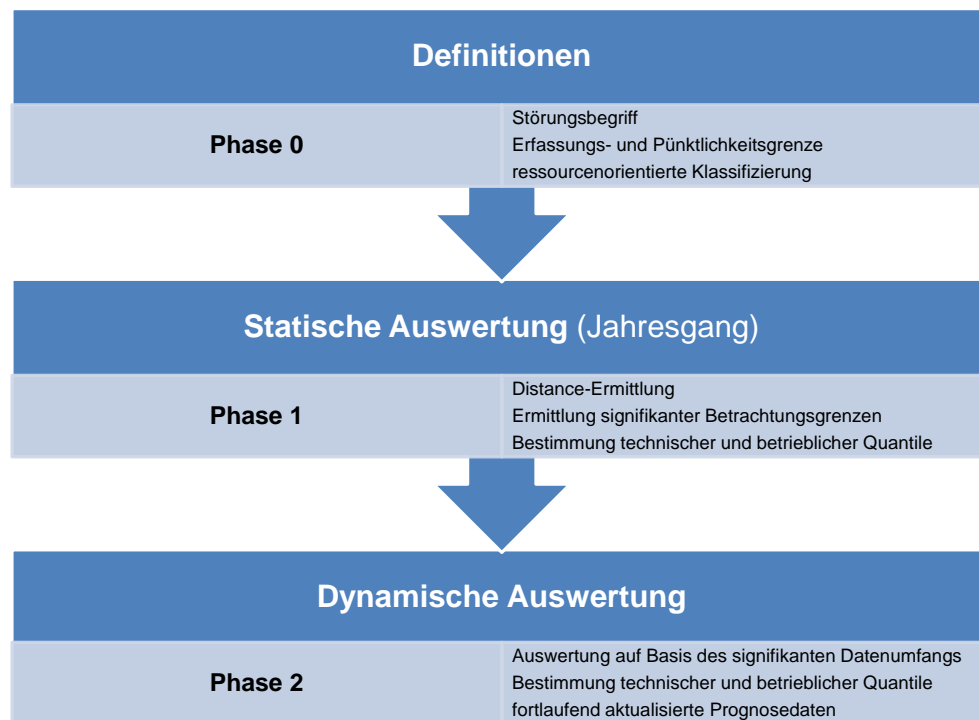 Definitionen
Phase 0
Störungsbegriff
Erfassungs- und Pünktlichkeitsgrenze
ressourcenorientierte Klassifizierung
Statische Auswertung (Jahresgang)
Phase 1
Distance-Ermittlung
Ermittlung signifikanter Betrachtungsgrenzen
Bestimmung technischer und betrieblicher Quantile
Dynamische Auswertung
Phase 2
Auswertung auf Basis des signifikanten Datenumfangs
Bestimmung technischer und betrieblicher Quantile
fortlaufend aktualisierte Prognosedaten